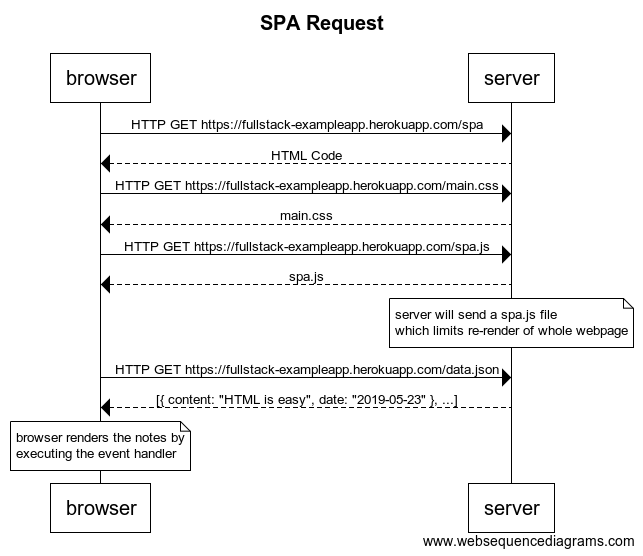 SPA Request
browser
server
HTTP GET https://fullstack-exampleapp.herokuapp.com/spa
HTML Code
HTTP GET https://fullstack-exampleapp.herokuapp.com/main.css
main.css
HTTP GET https://fullstack-exampleapp.herokuapp.com/spa.js
spa.js
server will send a spa.js file
which limits re-render of whole webpage
HTTP GET https://fullstack-exampleapp.herokuapp.com/data.json
[{ content: "HTML is easy", date: "2019-05-23" }, ...]
browser renders the notes by
executing the event handler
browser
server
www.websequencediagrams.com